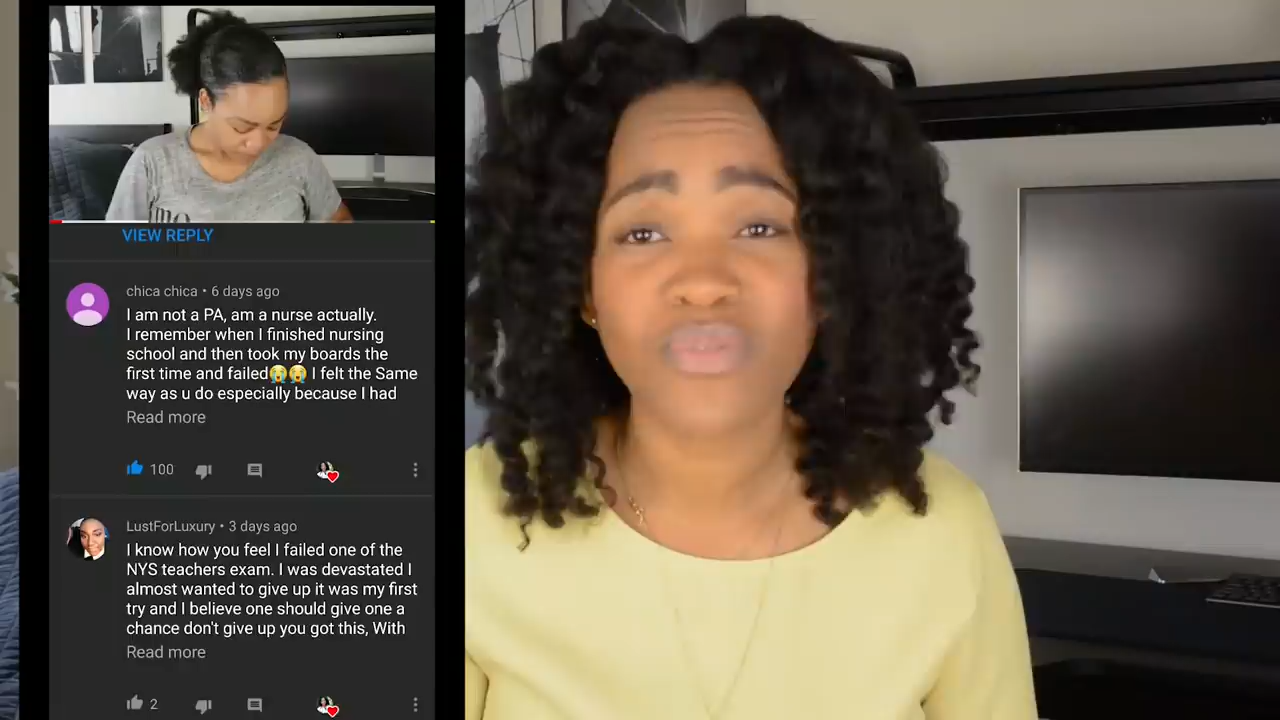 VIEW REPLY
chica chica • 6 days ago
I am not a PA, am a nurse actually.
I remember when I finished nursing
school and then took my boards the
first time and failed😭😭 I felt the Same
way as u do especially because I had
Read more
100
LustForLuxury • 3 days ago
I know how you feel I failed one of the
NYS teachers exam. I was devastated I
almost wanted to give up it was my first
try and I believe one should give one a
chance don't give up you got this, With
Read more
2